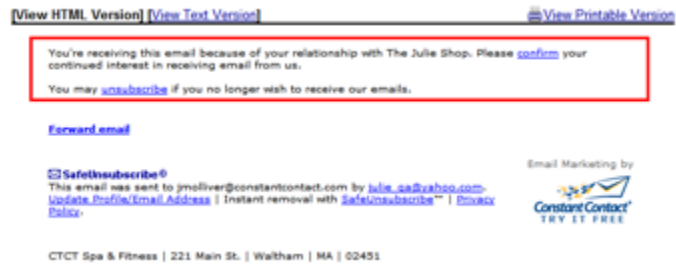 [View HTML Version] [View Text Version] View Printable Version
You're receiving this email because of your relationship with The Julie Shop. Please confirm your
continued interest in receiving email from us.
You may unsubscribe if you no longer wish to receive our emails.
Forward email
Email Marketing by
SafeUnsubscribe®
This email was sent to jmolliver@constantcontact.com by julie_qa@yahoo.com.
Update Profile/Email Address | Instant removal with SafeUnsubscribe™ | Privacy
Policy.
Constant Contact®
TRY IT FREE
CTCT Spa & Fitness | 221 Main St. | Waltham | MA | 02451